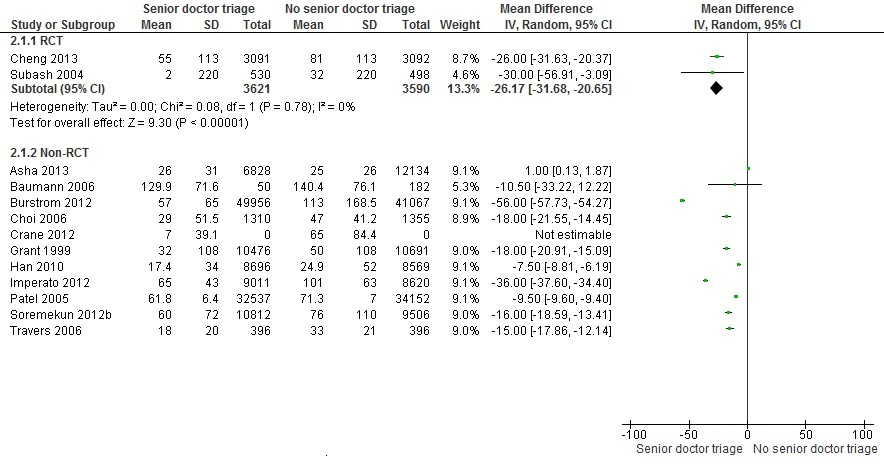 Senior doctor triage No senior doctor triage Mean Difference Mean Difference
Study or Subgroup Mean SD Total Mean SD Total Weight IV, Random, 95% CI IV, Random, 95% CI
2.1.1 RCT
Cheng 2013 55 113 3091 81 113 3092 8.7% -26.00 [-31.63, -20.37]
Subash 2004 2 220 530 32 220 498 4.6% -30.00 [-56.91, -3.09]
Subtotal (95% CI) 3621 3590 13.3% -26.17 [-31.68, -20.65]
Heterogeneity: Tau² = 0.00; Chi² = 0.08, df = 1 (P = 0.78); I² = 0%
Test for overall effect: Z = 9.30 (P < 0.00001)
2.1.2 Non-RCT
Asha 2013 26 31 6828 25 26 12134 9.1% 1.00 [0.13, 1.87]
Baumann 2006 129.9 71.6 50 140.4 76.1 182 5.3% -10.50 [-33.22, 12.22]
Burstrom 2012 57 65 49956 113 168.5 41067 9.1% -56.00 [-57.73, -54.27]
Choi 2006 29 51.5 1310 47 41.2 1355 8.9% -18.00 [-21.55, -14.45]
Crane 2012 7 39.1 0 65 84.4 0 Not estimable
Grant 1999 32 108 10476 50 108 10691 9.0% -18.00 [-20.91, -15.09]
Han 2010 17.4 34 8696 24.9 52 8569 9.1% -7.50 [-8.81, -6.19]
Imperato 2012 65 43 9011 101 63 8620 9.1% -36.00 [-37.60, -34.40]
Patel 2005 61.8 6.4 32537 71.3 7 34152 9.1% -9.50 [-9.60, -9.40]
Soremekun 2012b 60 72 10812 76 110 9506 9.0% -16.00 [-18.59, -13.41]
Travers 2006 18 20 396 33 21 396 9.0% -15.00 [-17.86, -12.14]
-100 -50 0 50 100
Senior doctor triage No senior doctor triage